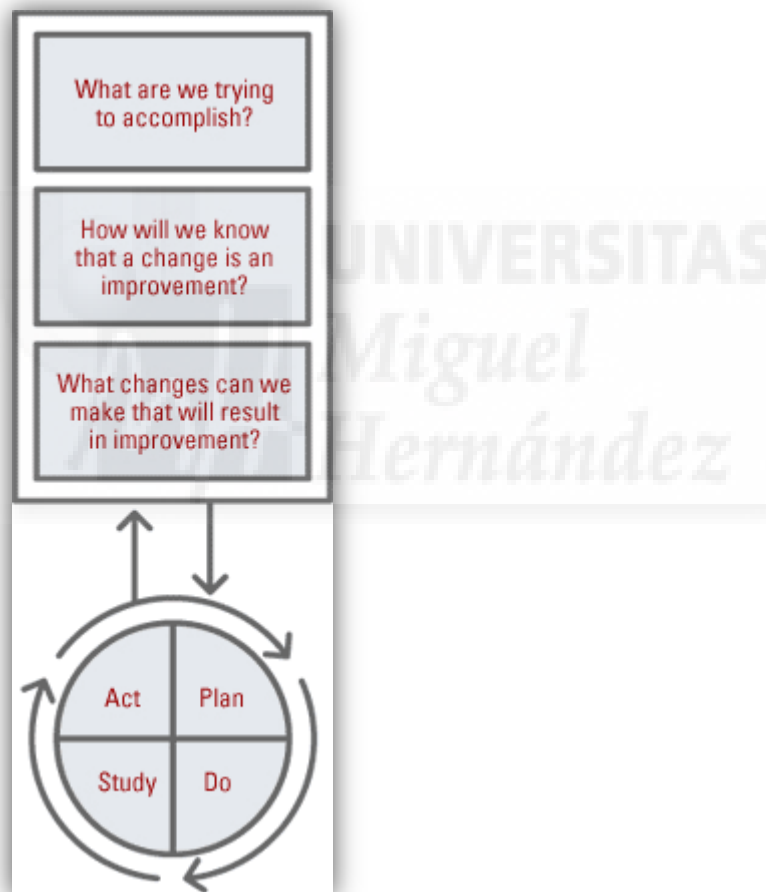 What are we trying
to accomplish?
How will we know
that a change is an
improvement?
What changes can we
make that will result
in improvement?
UNIVERSITAS
Miguel
Hernández
Act
Plan
Study
Do